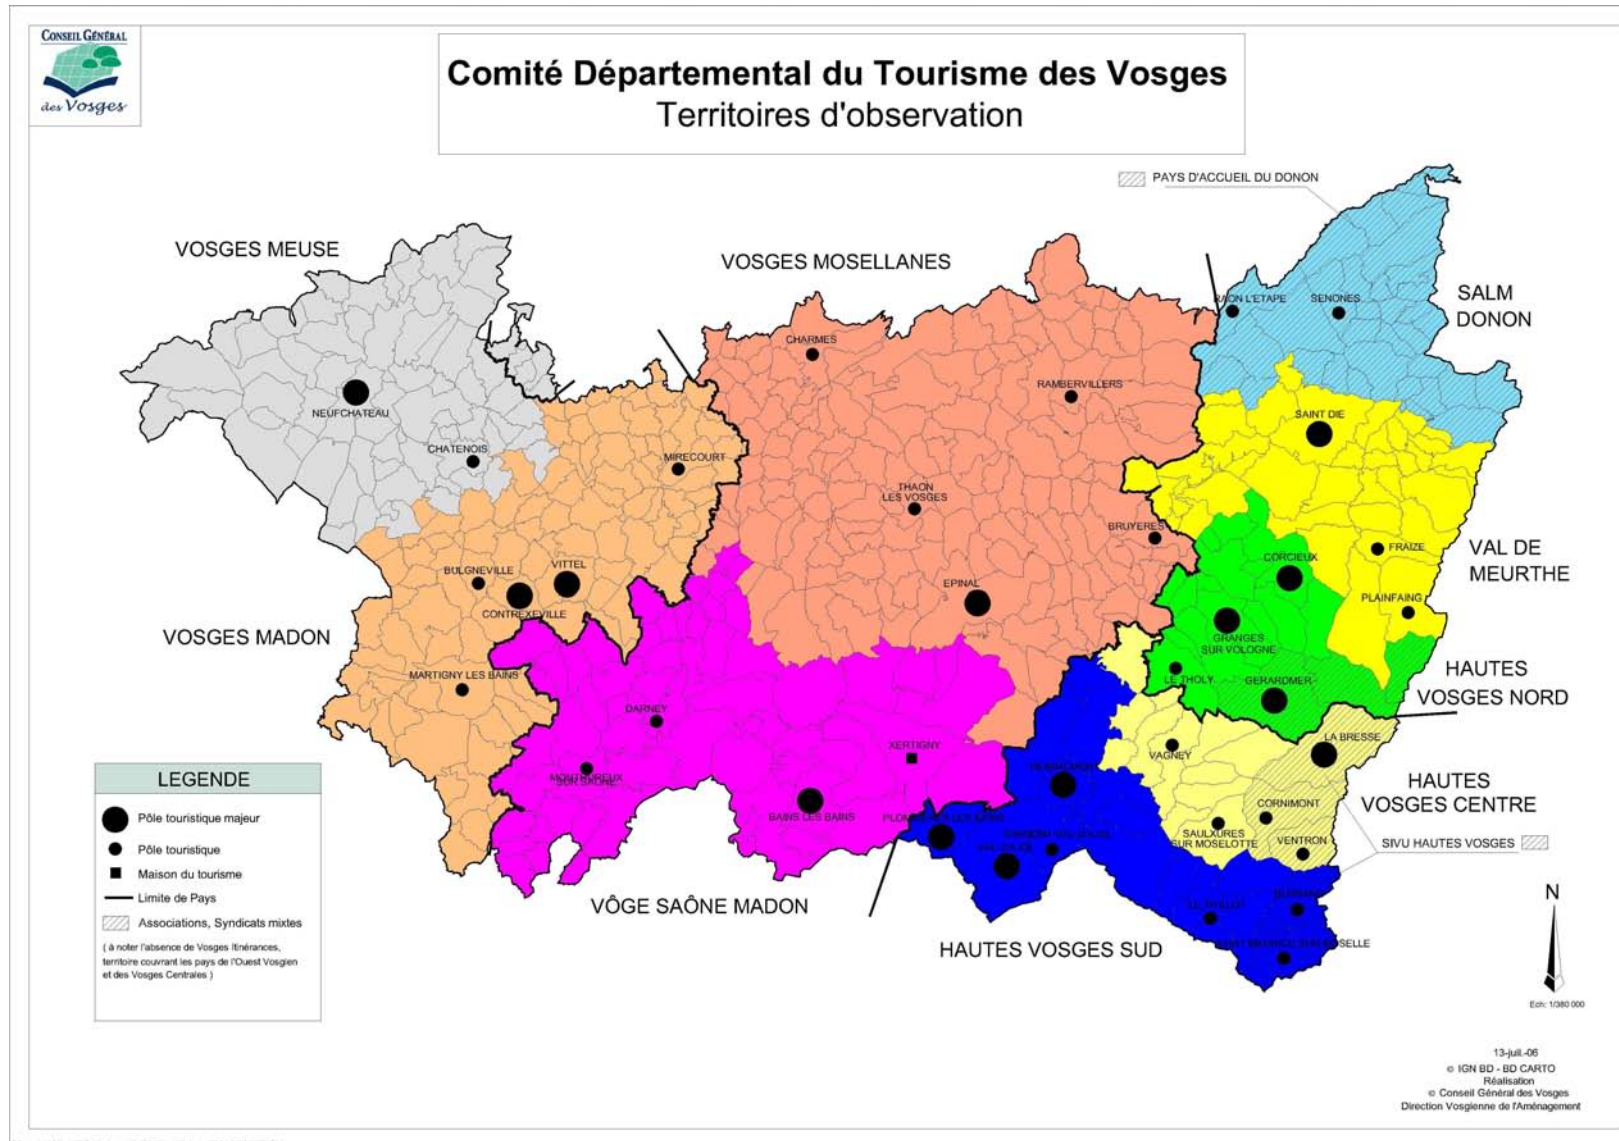 CONSEIL GÉNÉRAL
des Vosges
Comité Départemental du Tourisme des Vosges
Territoires d'observation
PAYS D'ACCUEIL DU DONON
VOSGES MEUSE
VOSGES MOSELLANES
SALM
DONON
RAON L'ETAPE
SENONES
CHARMES
RAMBERVILLERS
NEUFCHATEAU
SAINT DIE
CHATENOIS
MIRECOURT
THAON
LES VOSGES
BRUYERES
FRAIZE
VAL DE
MEURTHE
CORCIEUX
BULGNEVILLE
VITTEL
CONTREXEVILLE
EPINAL
PLAINFAING
GRANGES
SUR VOLOGNE
VOSGES MADON
MARTIGNY LES BAINS
LE THOLY
GERARDMER
HAUTES
VOSGES NORD
DARNEY
LA BRESSE
XERTIGNY
VAGNEY
MONTHUREUX
SUR SAONE
HAUTES
VOSGES CENTRE
BAINS LES BAINS
PLOMBIERES LES BAINS
CORNIMONT
SAULXURES
SUR MOSELOTTE
VENTRON
SIVU HAUTES VOSGES
VÔGE SAÔNE MADON
HAUTES VOSGES SUD
LEGENDE
Pôle touristique majeur
Pôle touristique
Maison du tourisme
Limite de Pays
Associations, Syndicats mixtes
( à noter l'absence de Vosges Itinérances,
territoire couvrant les pays de l'Ouest Vosgien
et des Vosges Centrales )
N
Ech: 1/380 000
13-juil.-06
© IGN BD - BD CARTO
Réalisation
© Conseil Général des Vosges
Direction Vosgienne de l'Aménagement